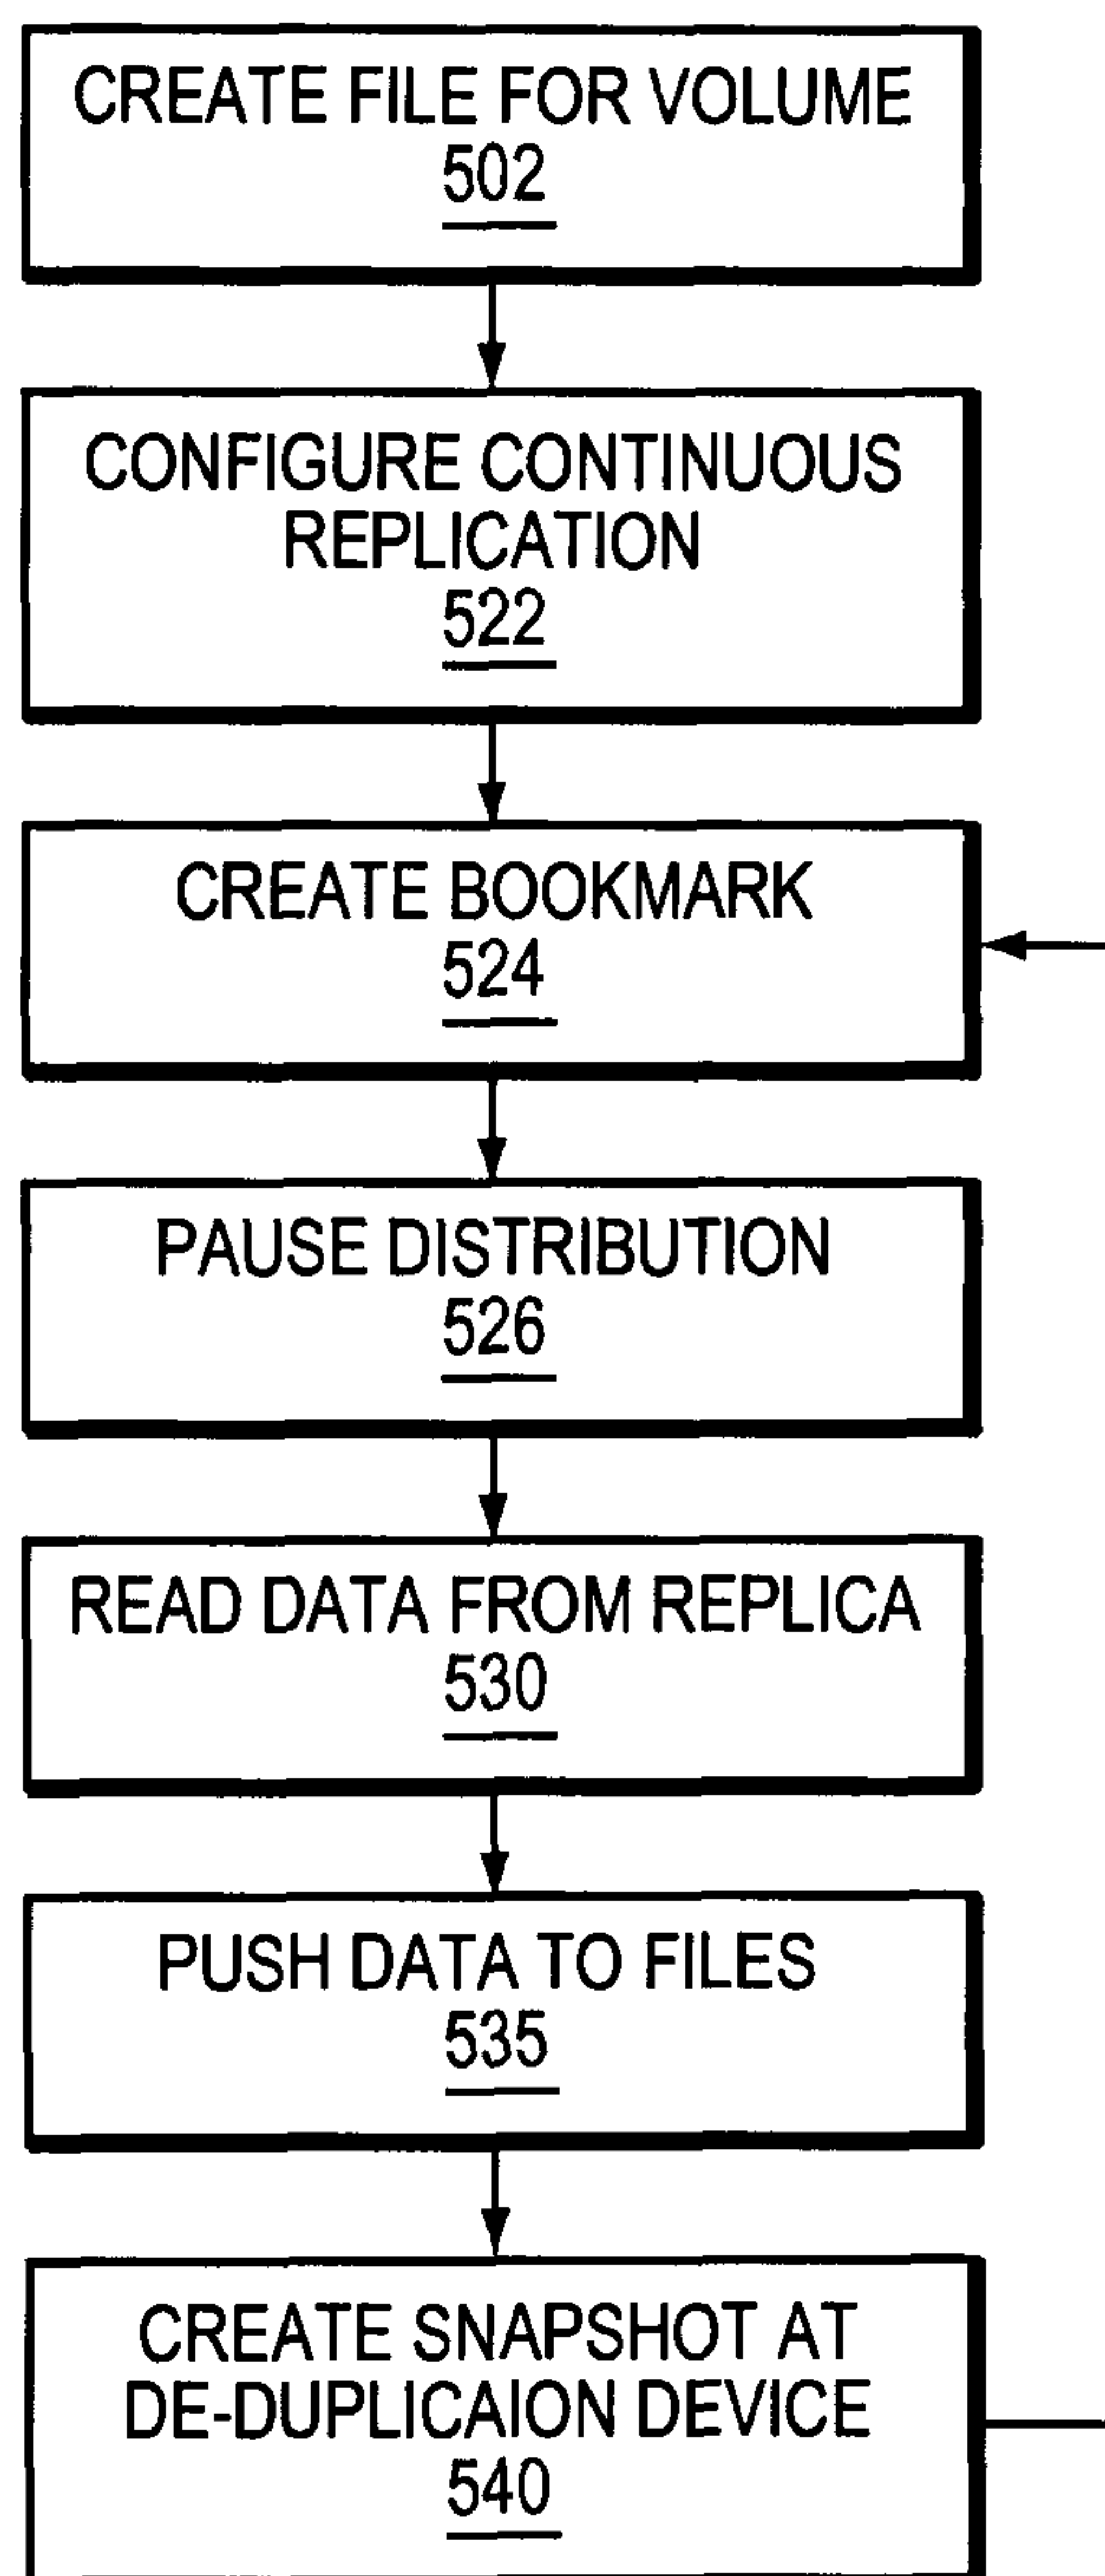 CREATE FILE FOR VOLUME
502
CONFIGURE CONTINUOUS
REPLICATION
522
CREATE BOOKMARK
524
PAUSE DISTRIBUTION
526
READ DATA FROM REPLICA
530
PUSH DATA TO FILES
535
CREATE SNAPSHOT AT
DE-DUPLICAION DEVICE
540